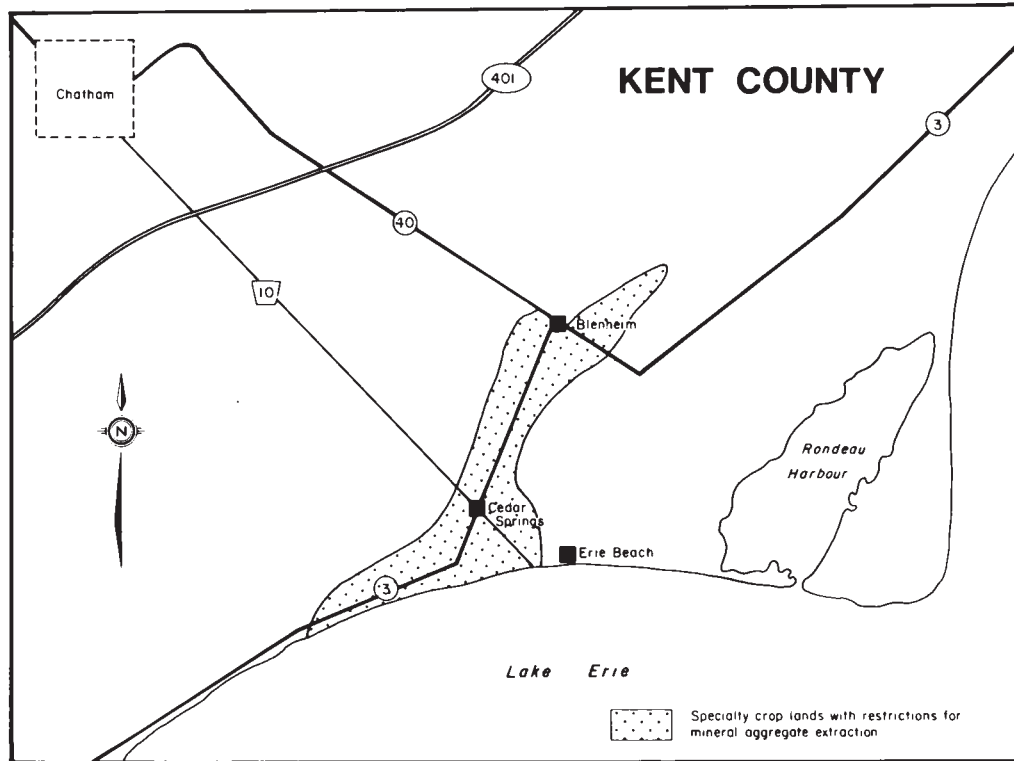 KENT COUNTY
Chatham
401
3
40
10
Blenheim
N
Rondeau
Harbour
Cedar
Springs
Erie Beach
3
Lake Erie
Specialty crop lands with restrictions for
mineral aggregate extraction